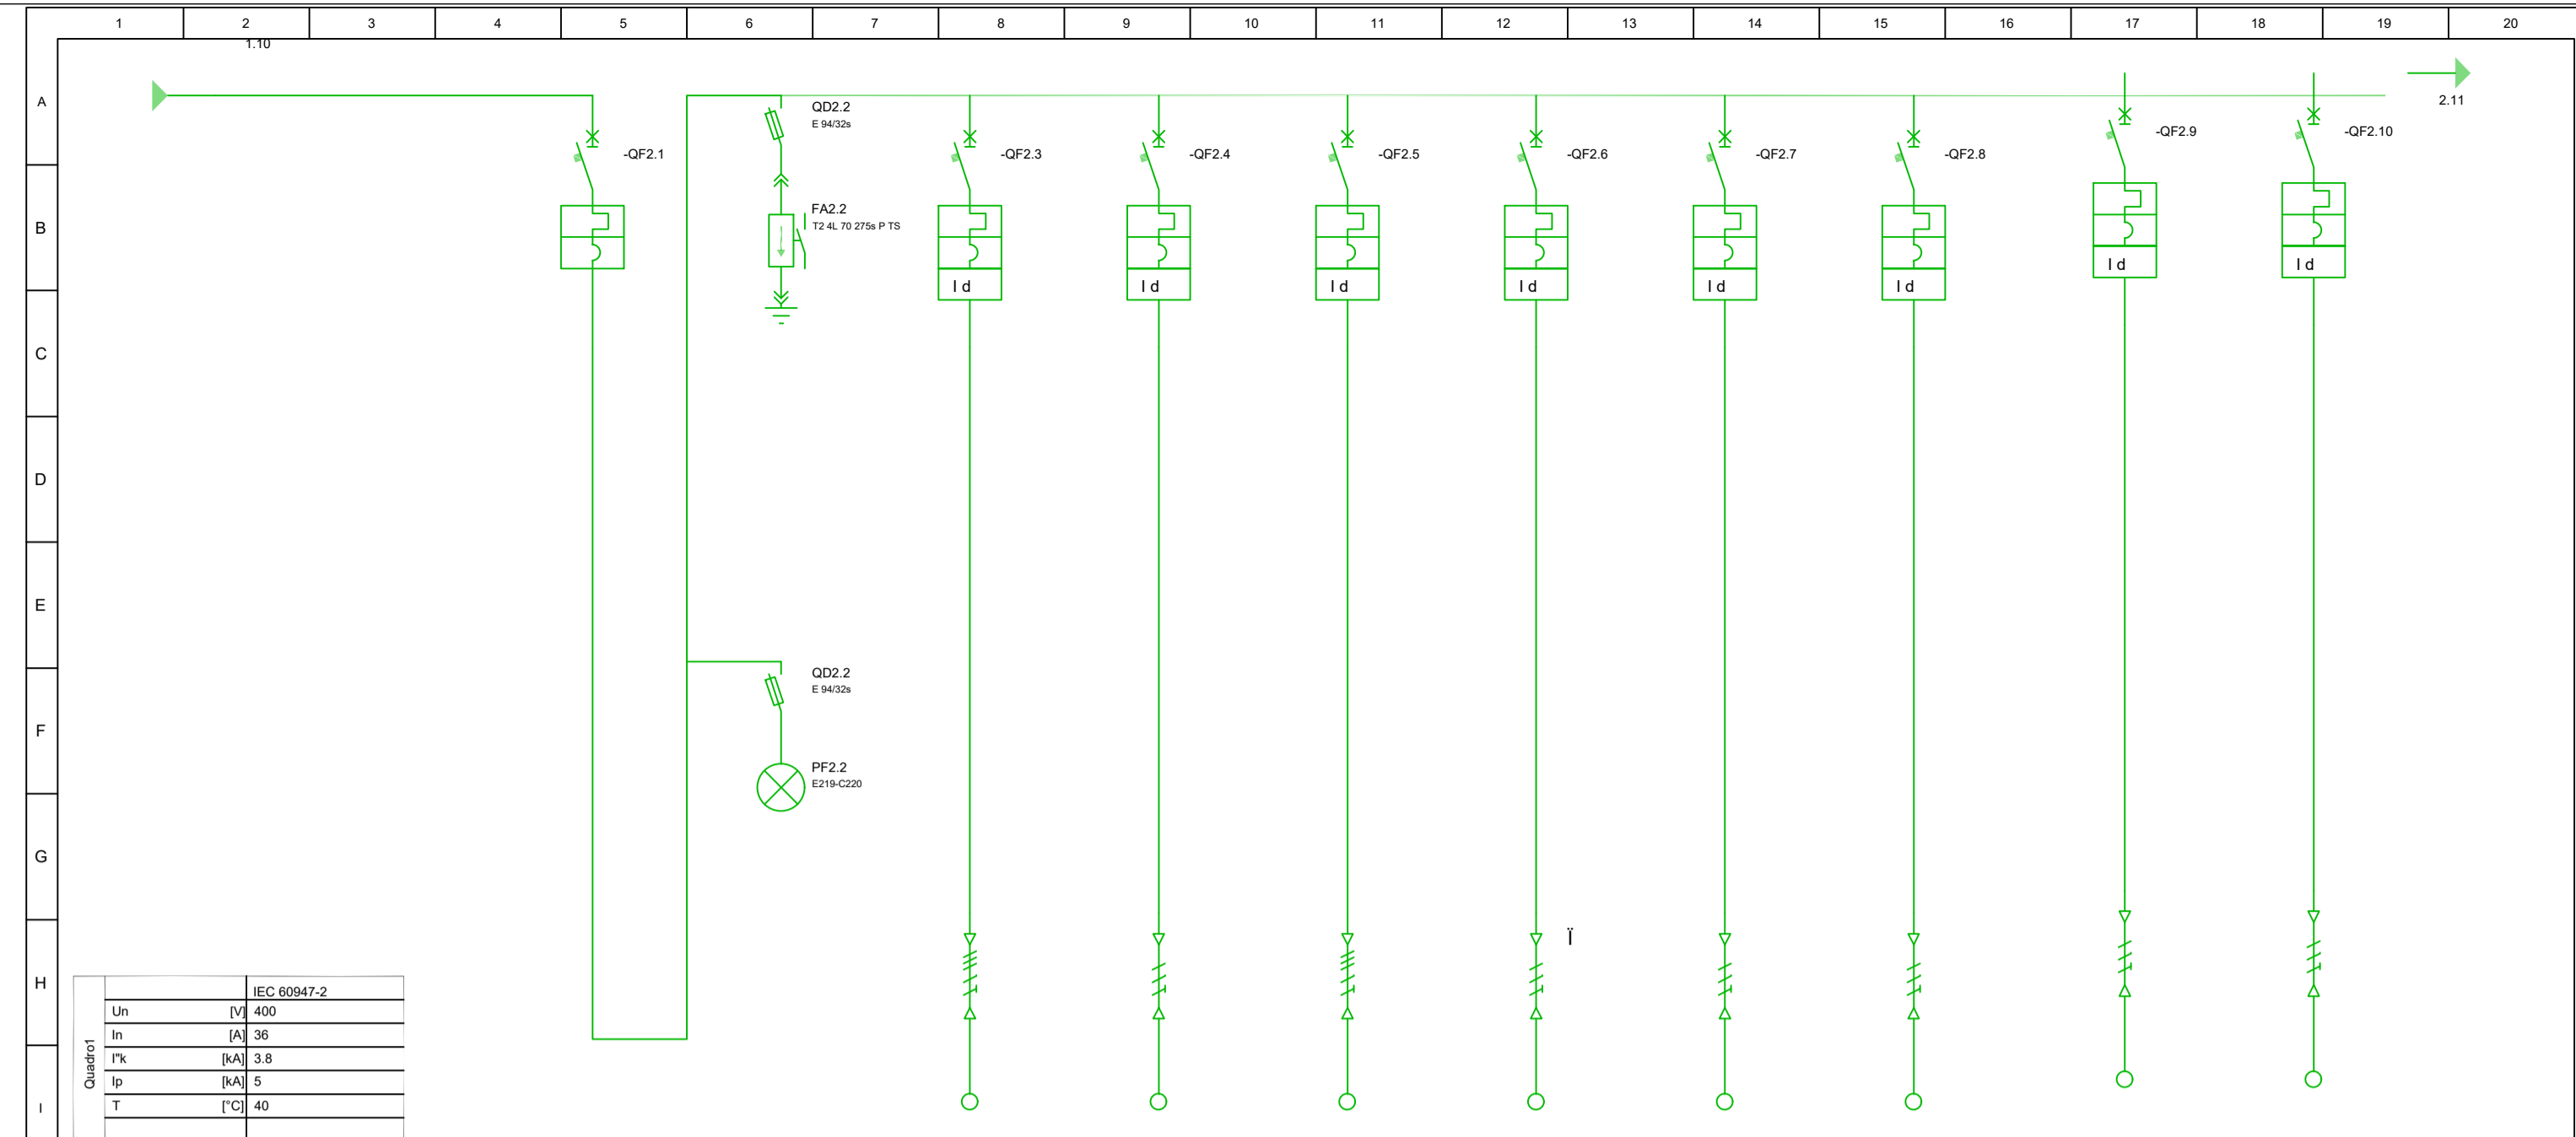 1 2 3 4 5 6 7 8 9 10 11 12 13 14 15 16 17 18 19 20
1.10
A
QD2.2
E 94/32s
2.11
-QF2.1
-QF2.3
-QF2.4
-QF2.5
-QF2.6
-QF2.7
-QF2.8
-QF2.9
-QF2.10
B
FA2.2
T2 4L 70 275s P TS
I d
I d
I d
I d
I d
I d
I d
I d
C
D
E
QD2.2
E 94/32s
F
PF2.2
E219-C220
G
Ï
H
Quadro1
IEC 60947-2
Un [V] 400
In [A] 36
I"k [kA] 3.8
Ip [kA] 5
T [°C] 40
I